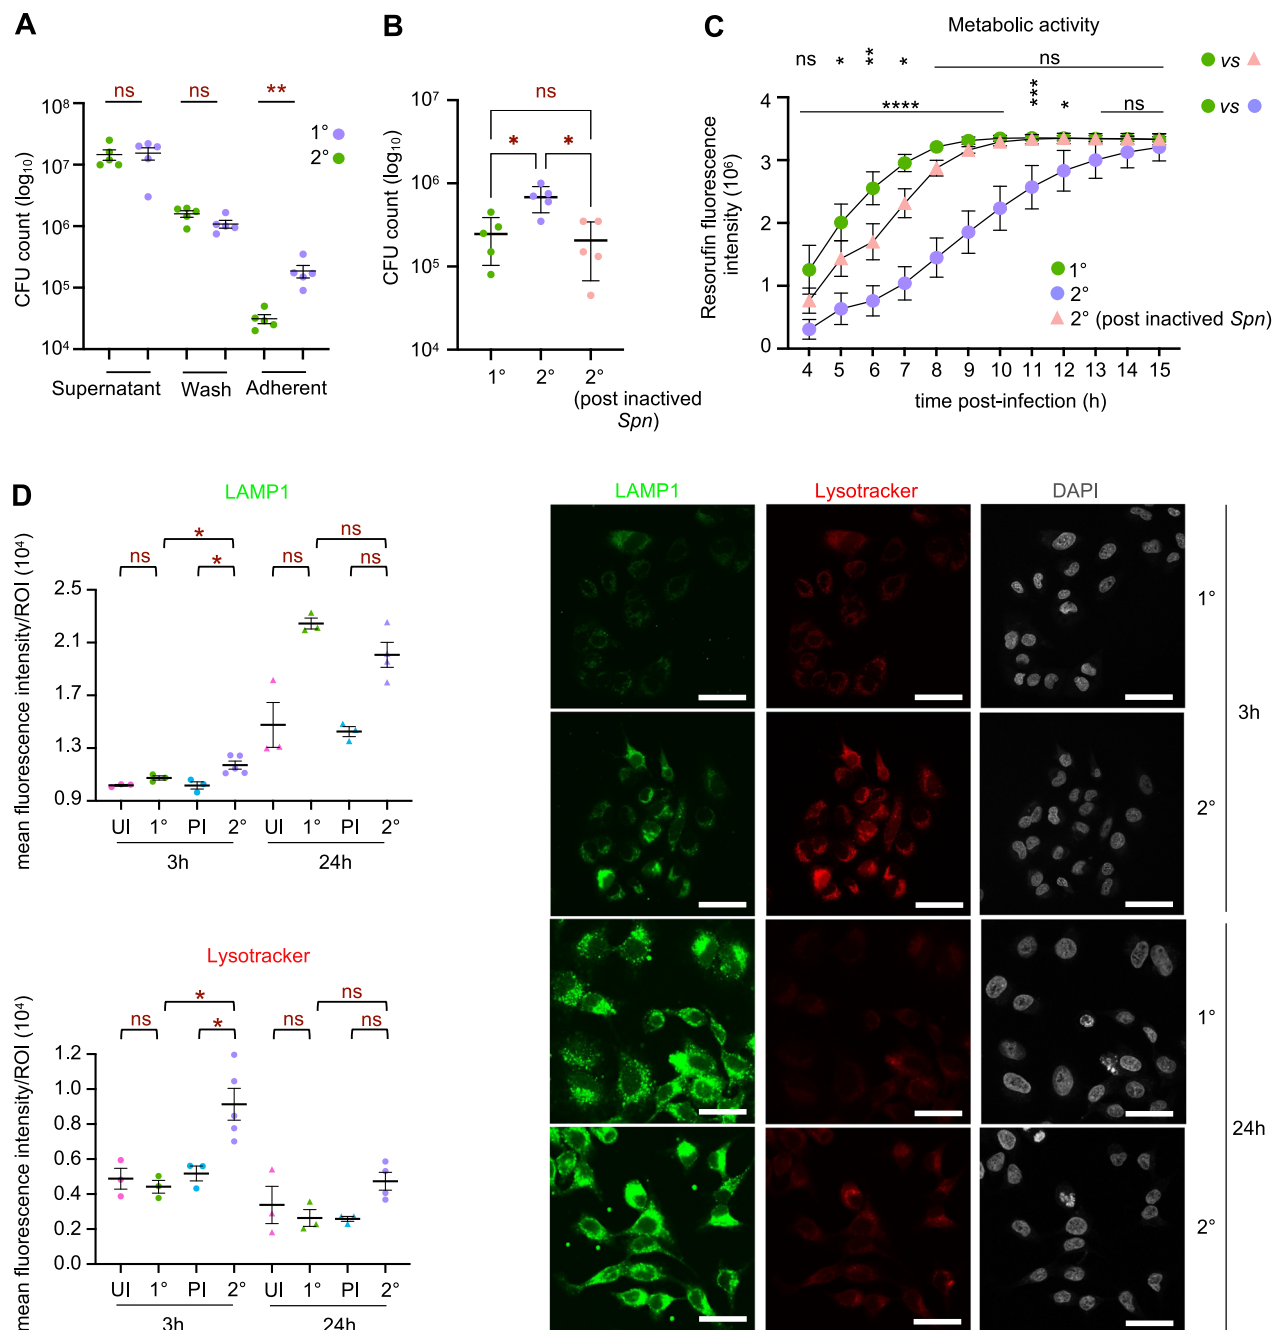 A
ns
ns
**
10⁸
10⁷
10⁶
10⁵
10⁴
CFU count (log₁₀)
1°
2°
Supernatant
Wash
Adherent
B
ns
*
*
10⁷
10⁶
10⁵
10⁴
CFU count (log₁₀)
1°
2°
2°
(post inactived
Spn)
C
Metabolic activity
ns
*
**
*
ns
vs
****
***
*
ns
vs
4
3
2
1
0
Resorufin fluorescence
intensity (10⁶)
1°
2°
2° (post inactived Spn)
4 5 6 7 8 9 10 11 12 13 14 15
time post-infection (h)
D
LAMP1
ns
*
*
ns
ns
ns
2.5
2.1
1.7
1.3
0.9
mean fluorescence intensity/ROI (10⁴)
UI 1° PI 2° UI 1° PI 2°
3h
24h
Lysotracker
ns
*
*
ns
ns
ns
1.2
1.0
0.8
0.6
0.4
0.2
0.0
mean fluorescence intensity/ROI (10⁴)
UI 1° PI 2° UI 1° PI 2°
3h
24h
LAMP1
Lysotracker
DAPI
1°
2°
3h
1°
2°
24h